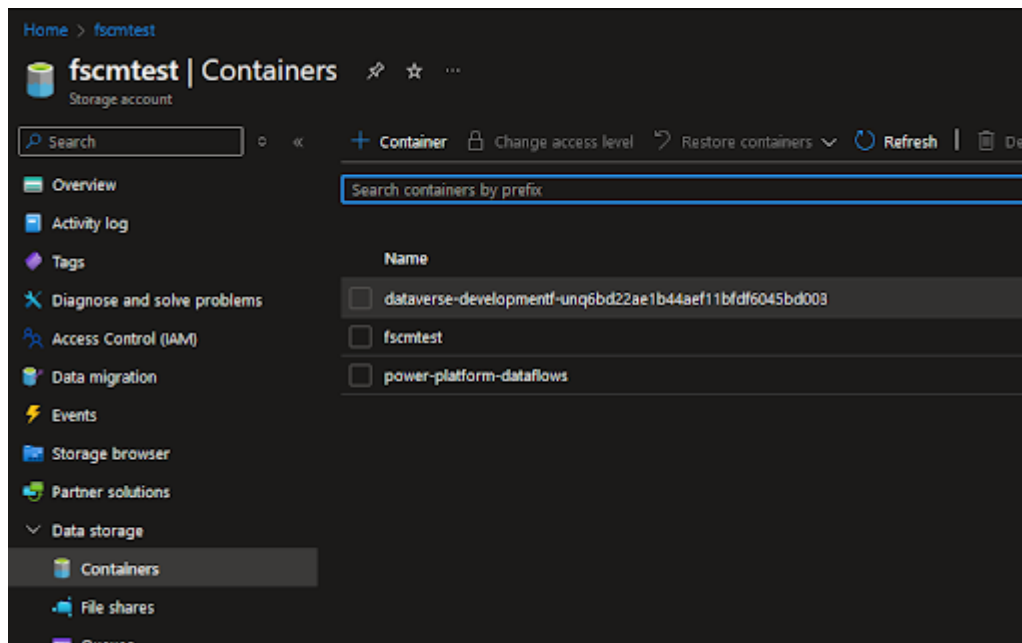 Home > fscmtest
fscmtest | Containers
Storage account
Search
+ Container Change access level Restore containers Refresh De
Search containers by prefix
Overview
Activity log
Tags
Diagnose and solve problems
Access Control (IAM)
Data migration
Events
Storage browser
Partner solutions
Data storage
Containers
File shares
Queues
Name
dataverse-developmentf-unq6bd22ae1b44aef11bfdf6045bd003
fscmtest
power-platform-dataflows